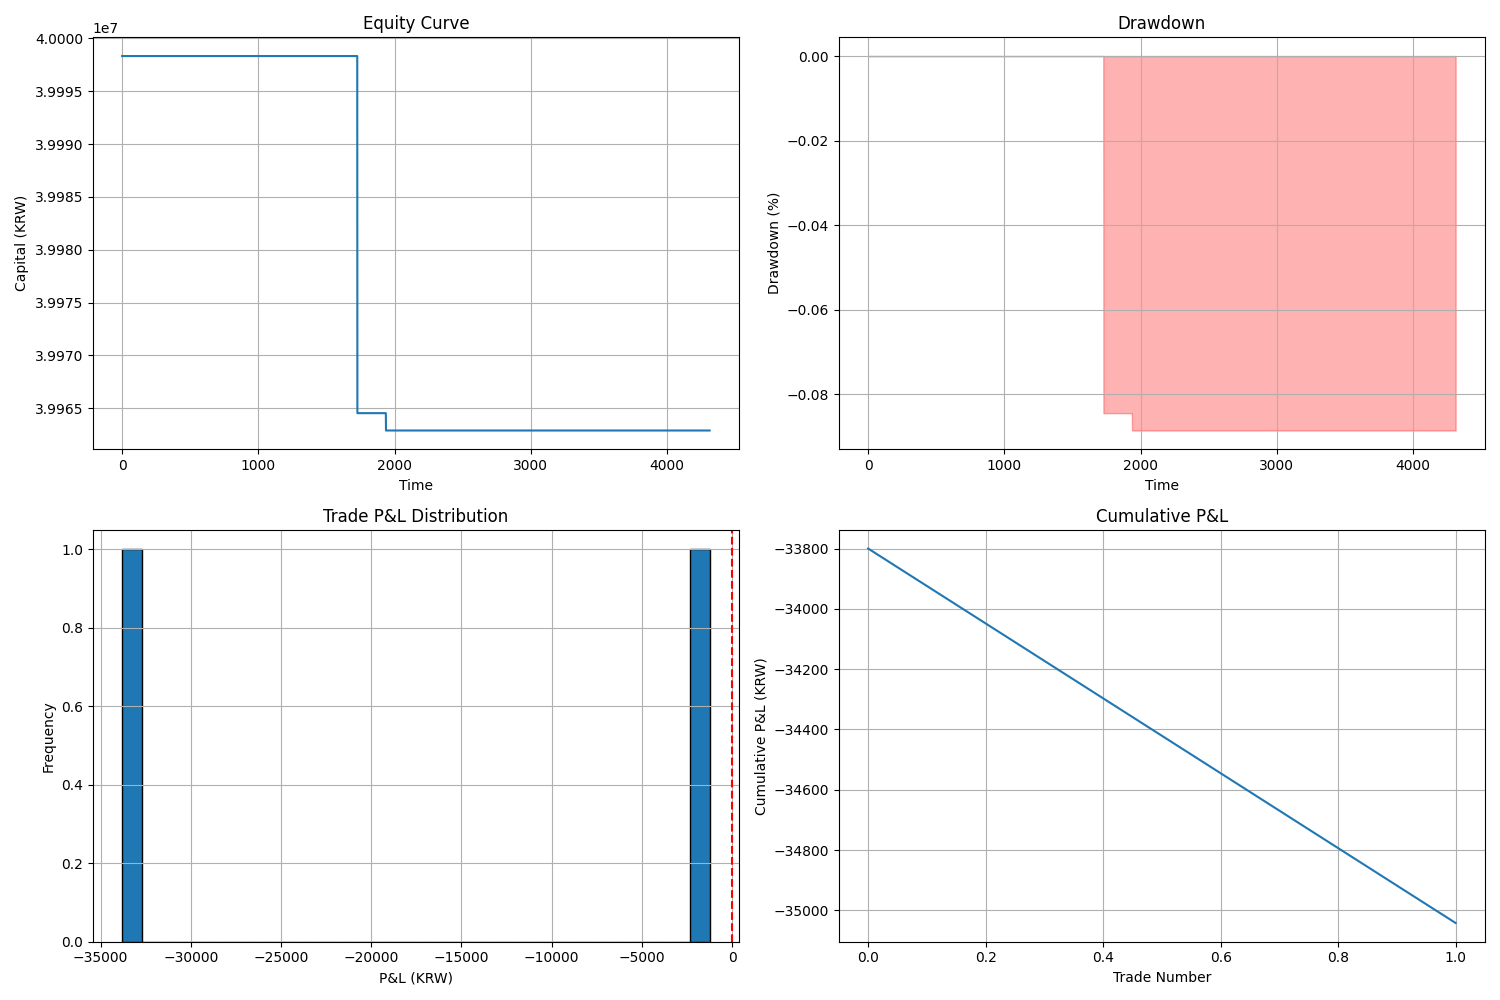 Equity Curve
1e7
4.0000
3.9995
3.9990
3.9985
3.9980
3.9975
3.9970
3.9965
Capital (KRW)
0 1000 2000 3000 4000
Time
Drawdown
0.00
−0.02
−0.04
−0.06
−0.08
Drawdown (%)
0 1000 2000 3000 4000
Time
Trade P&L Distribution
1.0
0.8
0.6
0.4
0.2
0.0
Frequency
−35000 −30000 −25000 −20000 −15000 −10000 −5000 0
P&L (KRW)
Cumulative P&L
−33800
−34000
−34200
−34400
−34600
−34800
−35000
Cumulative P&L (KRW)
0.0 0.2 0.4 0.6 0.8 1.0
Trade Number